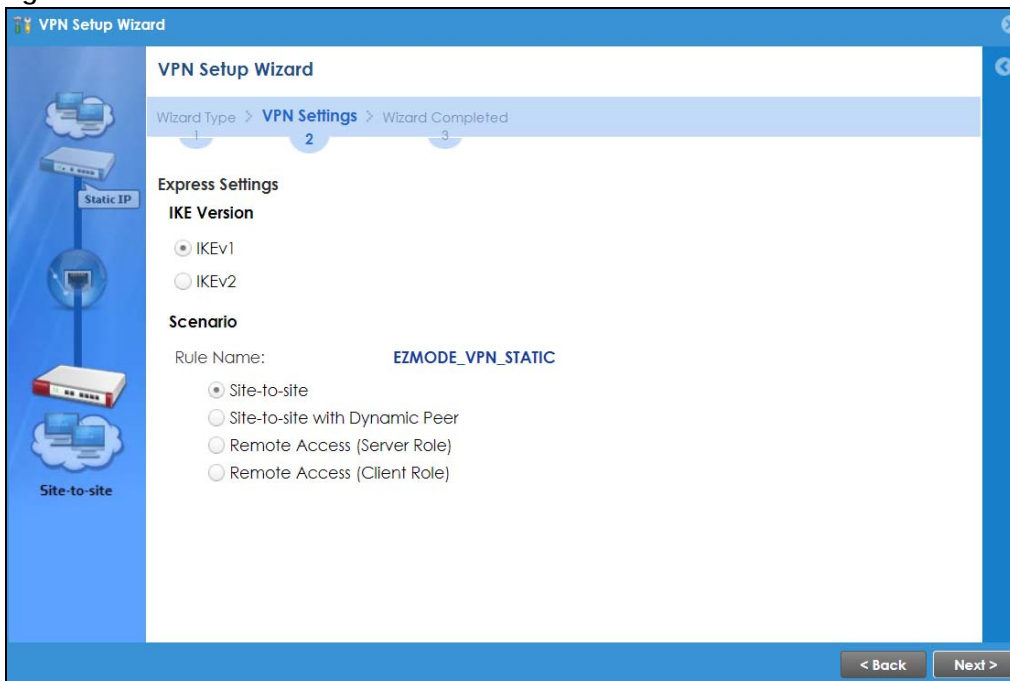 VPN Setup Wizard
VPN Setup Wizard
Wizard Type > VPN Settings > Wizard Completed
1 2 3
Static IP
Express Settings
IKE Version
IKEv1
IKEv2
Scenario
Rule Name: EZMODE_VPN_STATIC
Site-to-site
Site-to-site with Dynamic Peer
Remote Access (Server Role)
Remote Access (Client Role)
Site-to-site
< Back Next >